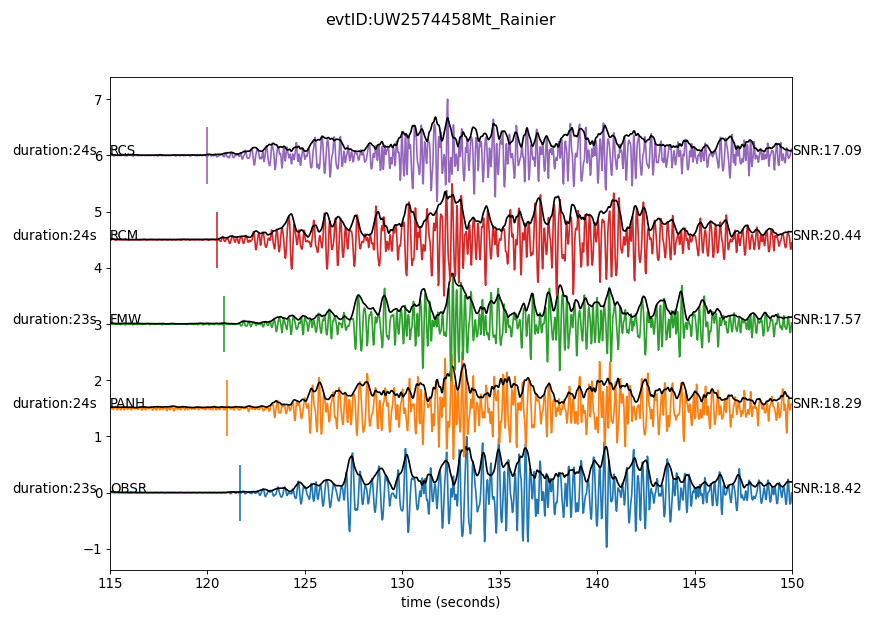 evtID:UW2574458Mt_Rainier
7
duration:24s RCS SNR:17.09
6
5
duration:24s RCM SNR:20.44
4
duration:23s FMW SNR:17.57
3
2
duration:24s PANH SNR:18.29
1
duration:23s OBSR SNR:18.42
0
−1
115 120 125 130 135 140 145 150
time (seconds)